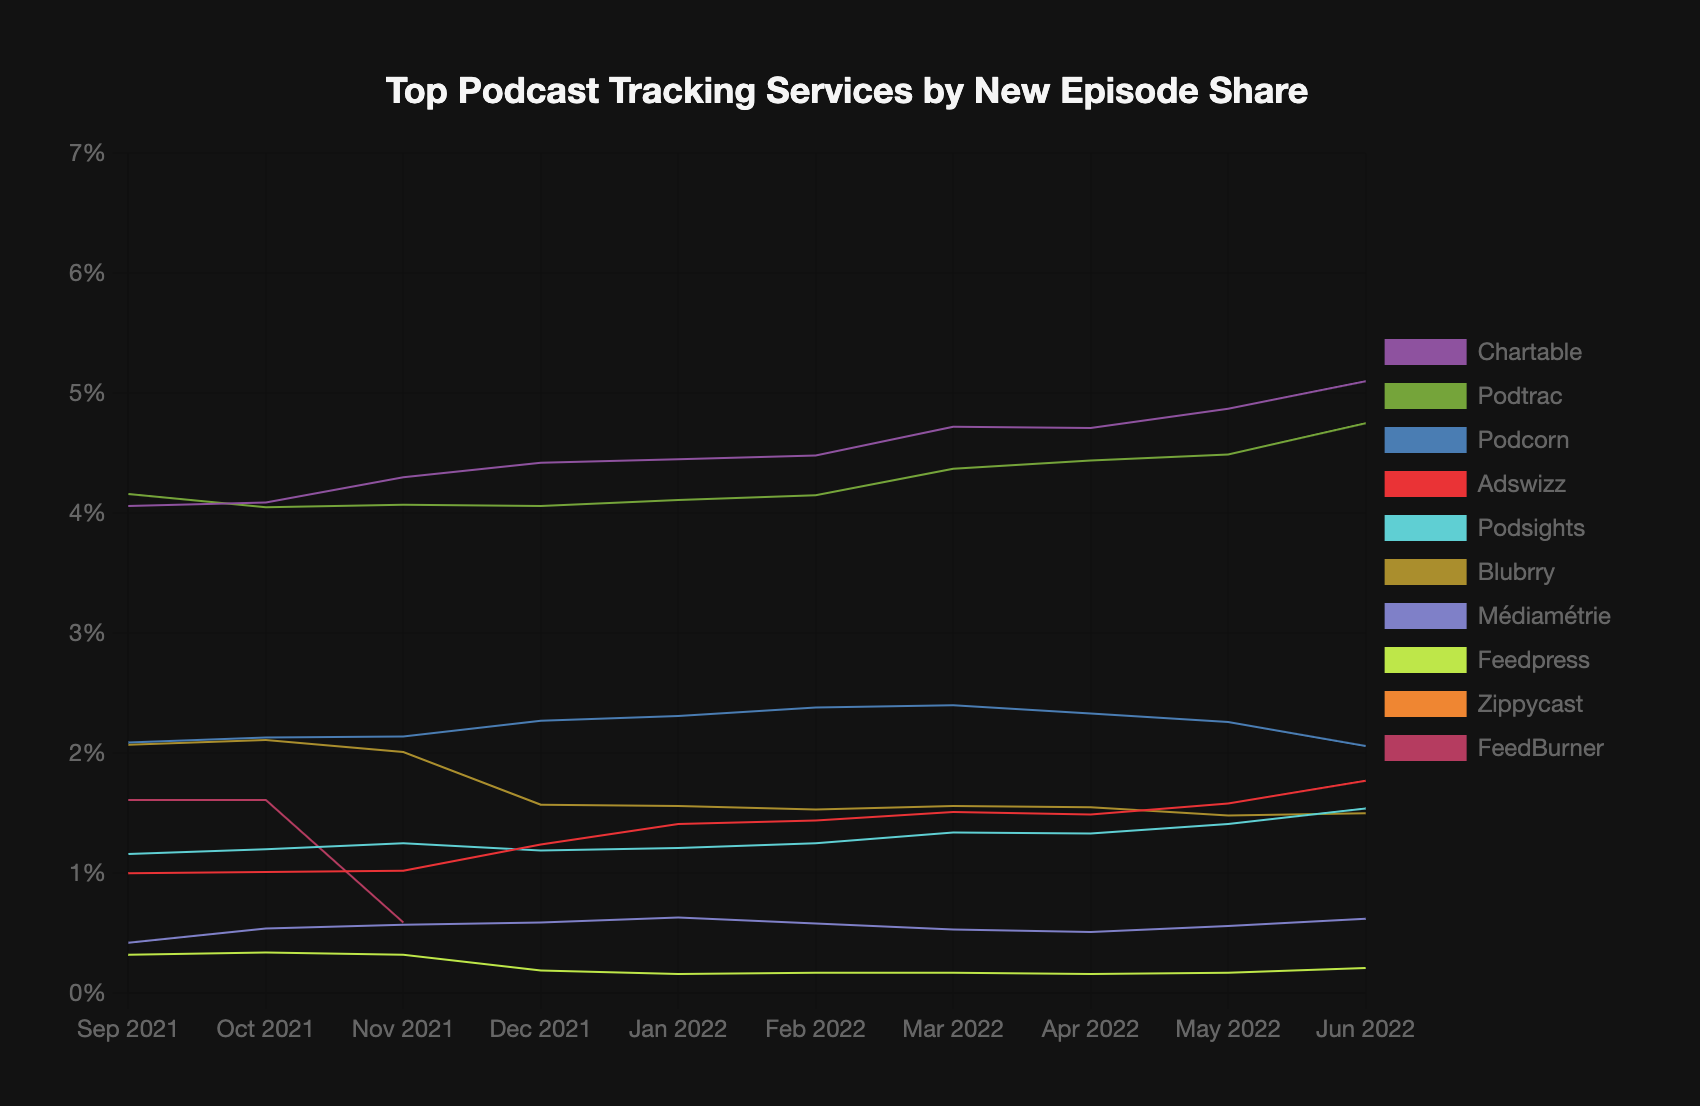 Top Podcast Tracking Services by New Episode Share
7%
6%
5%
4%
3%
2%
1%
0%
Sep 2021 Oct 2021 Nov 2021 Dec 2021 Jan 2022 Feb 2022 Mar 2022 Apr 2022 May 2022 Jun 2022
Chartable
Podtrac
Podcorn
Adswizz
Podsights
Blubrry
Médiamétrie
Feedpress
Zippycast
FeedBurner